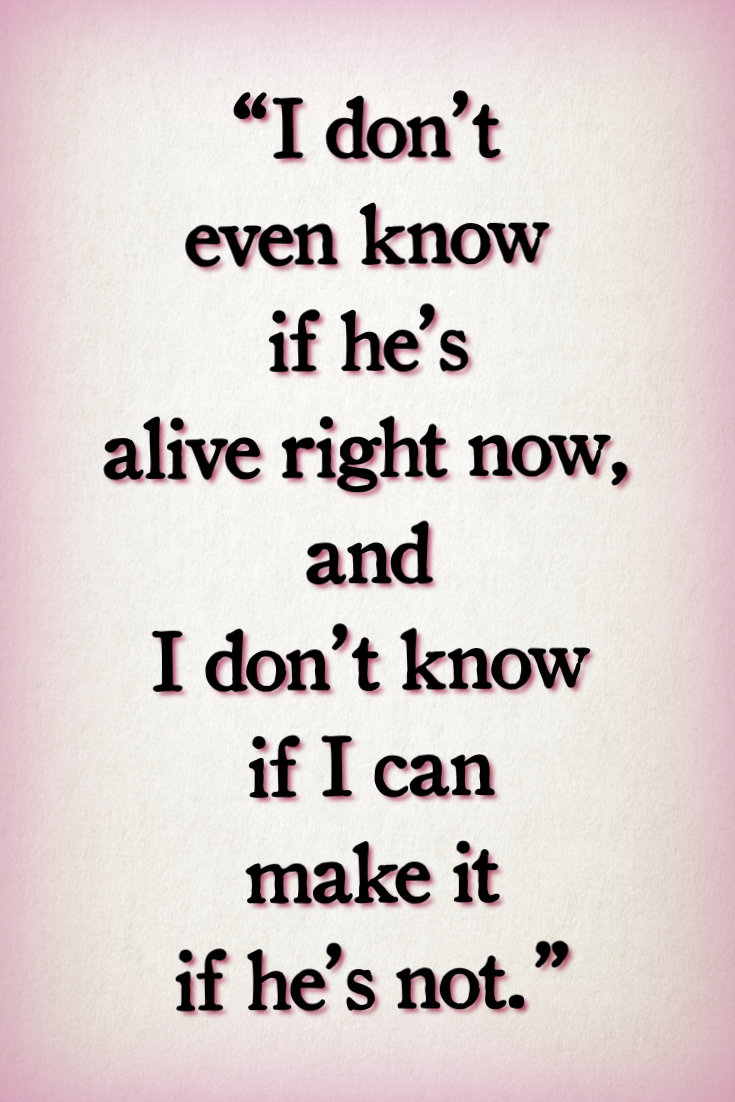 “I don’t
even know
if he’s
alive right now,
and
I don’t know
if I can
make it
if he’s not.”